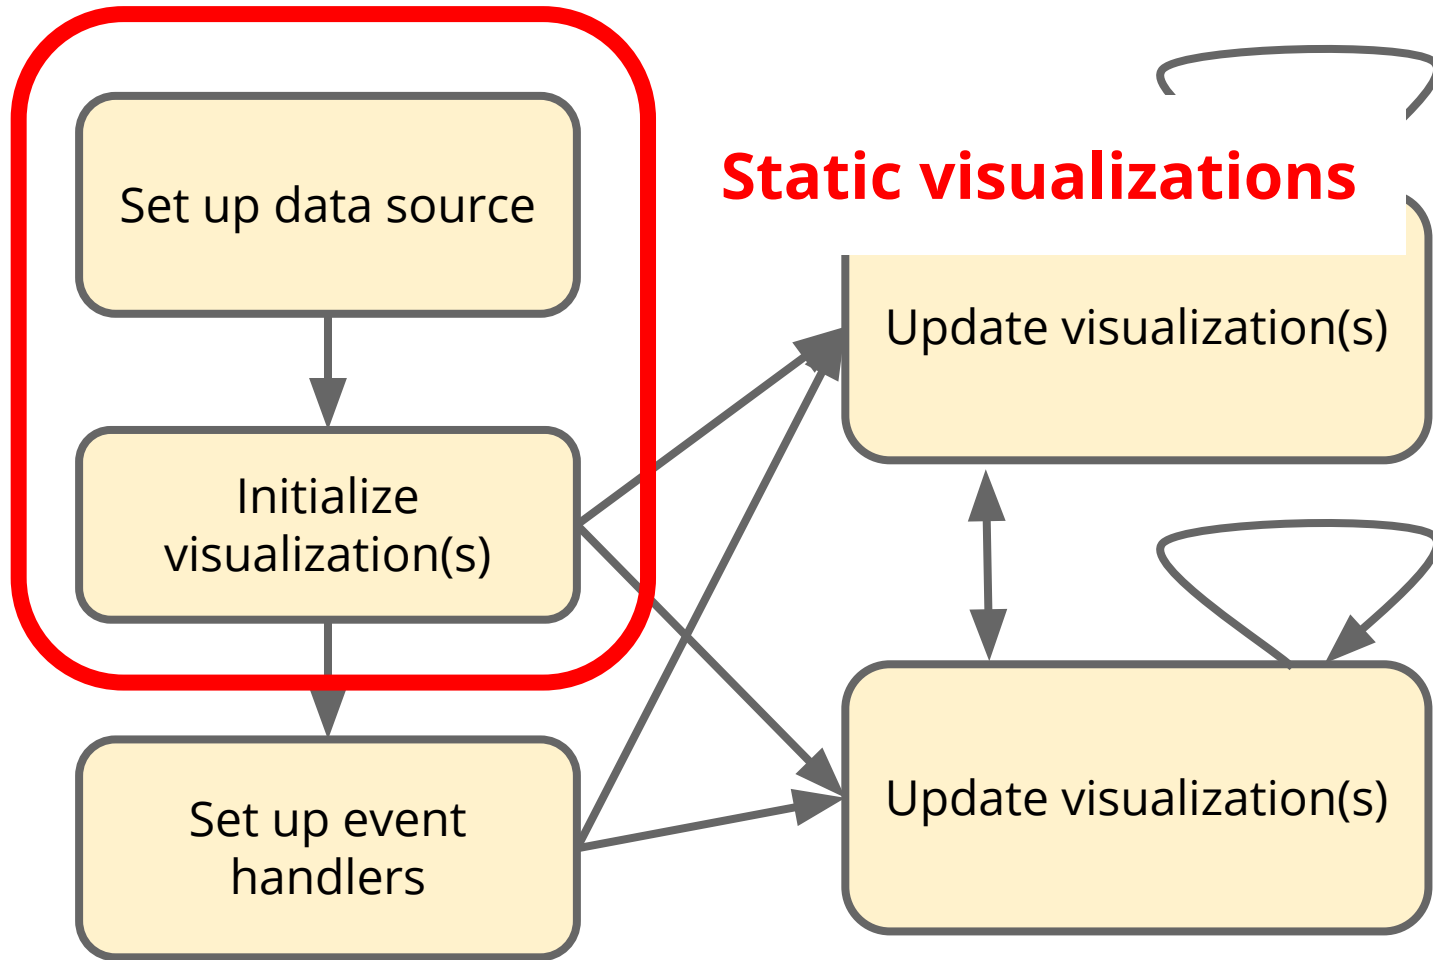 Set up data source
Static visualizations
Update visualization(s)
Initialize
visualization(s)
Set up event
handlers
Update visualization(s)